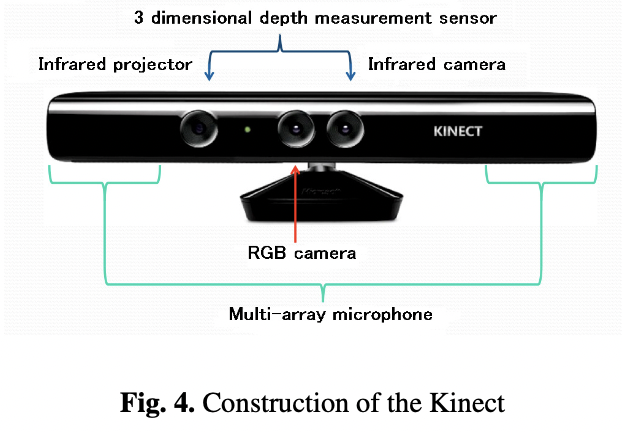 3 dimensional depth measurement sensor
Infrared projector
Infrared camera
KINECT
RGB camera
Multi-array microphone
Fig. 4. Construction of the Kinect